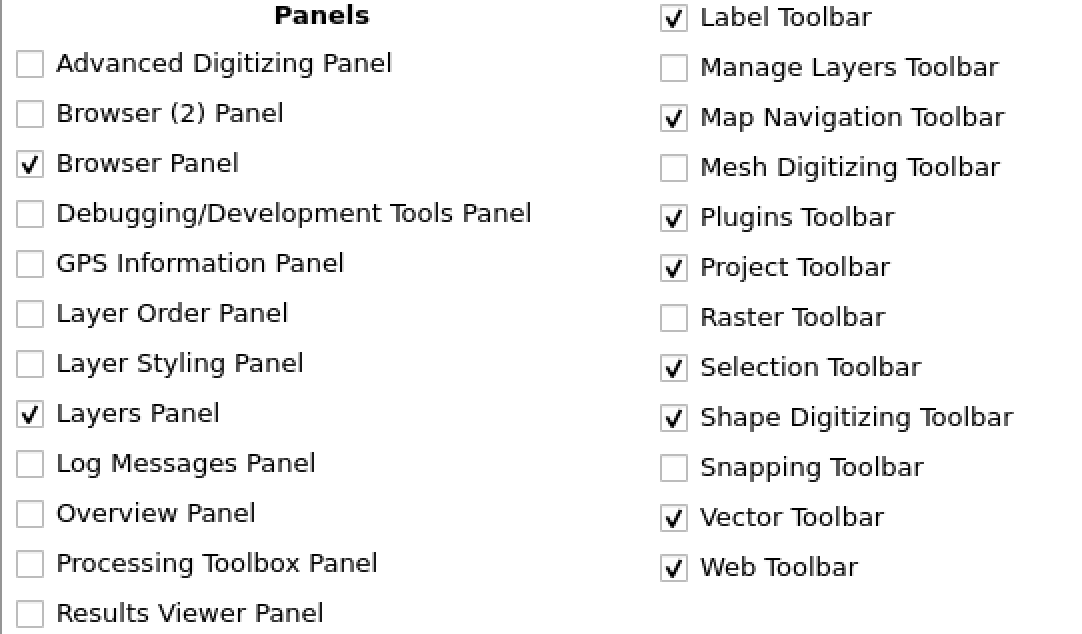 Panels
Advanced Digitizing Panel
Browser (2) Panel
Browser Panel
Debugging/Development Tools Panel
GPS Information Panel
Layer Order Panel
Layer Styling Panel
Layers Panel
Log Messages Panel
Overview Panel
Processing Toolbox Panel
Results Viewer Panel
Label Toolbar
Manage Layers Toolbar
Map Navigation Toolbar
Mesh Digitizing Toolbar
Plugins Toolbar
Project Toolbar
Raster Toolbar
Selection Toolbar
Shape Digitizing Toolbar
Snapping Toolbar
Vector Toolbar
Web Toolbar